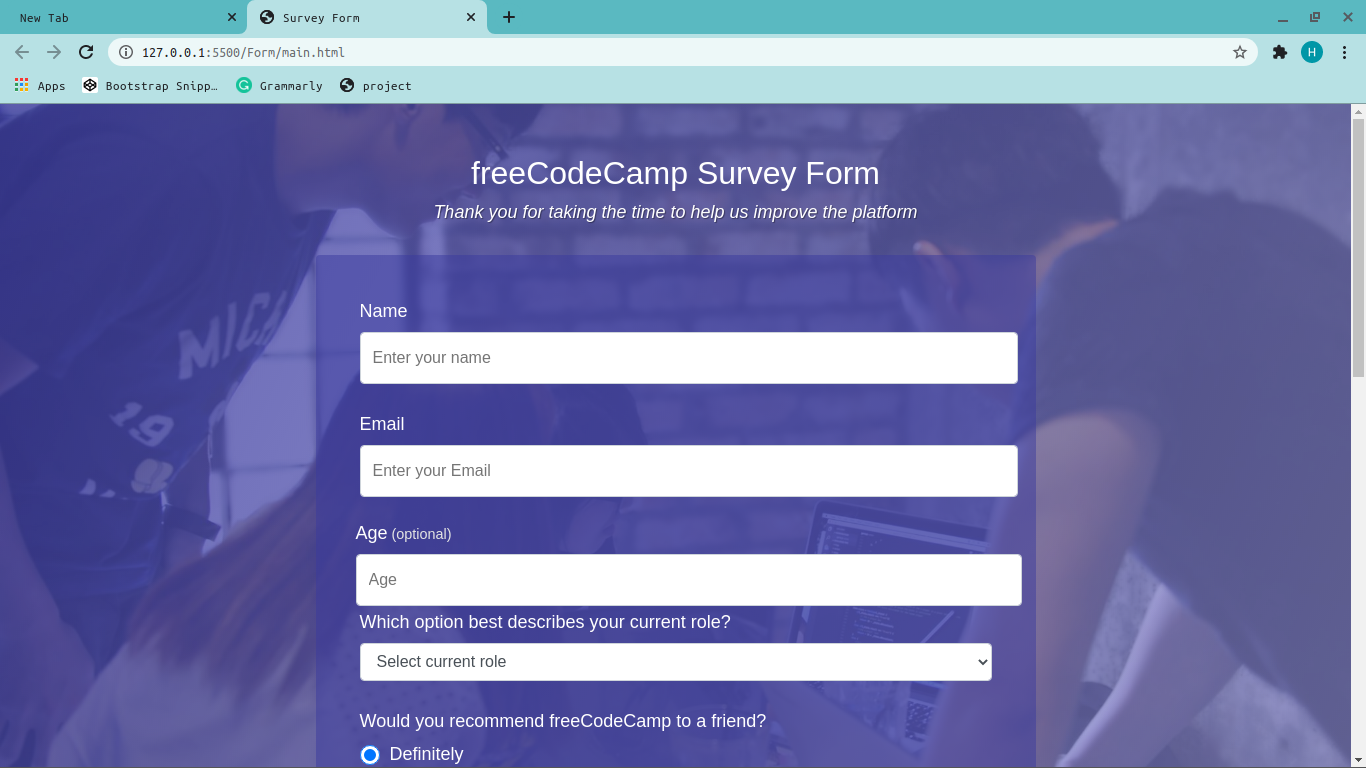 New Tab
Survey Form
127.0.0.1:5500/Form/main.html
H
Apps
Bootstrap Snipp…
Grammarly
project
freeCodeCamp Survey Form
Thank you for taking the time to help us improve the platform
MICA
19
Name
Enter your name
Email
Enter your Email
Age (optional)
Age
Which option best describes your current role?
Select current role
Would you recommend freeCodeCamp to a friend?
Definitely